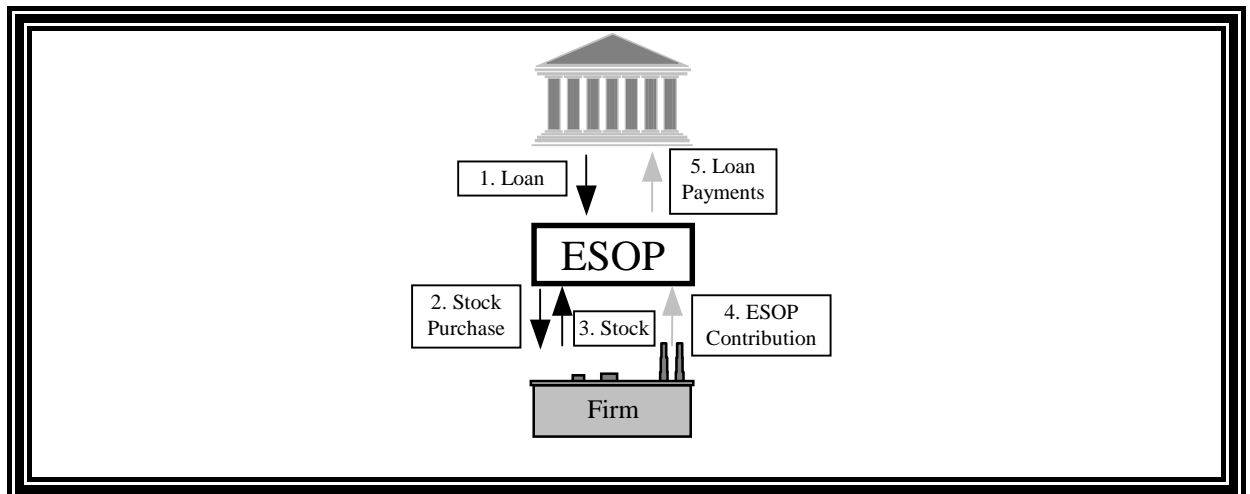 1. Loan
5. Loan
Payments
ESOP
2. Stock
Purchase
3. Stock
4. ESOP
Contribution
Firm